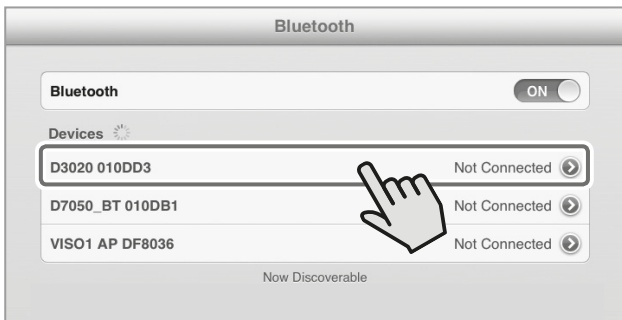 Bluetooth
Bluetooth ON
Devices
D3020 010DD3 Not Connected
D7050_BT 010DB1 Not Connected
VISO1 AP DF8036 Not Connected
Now Discoverable